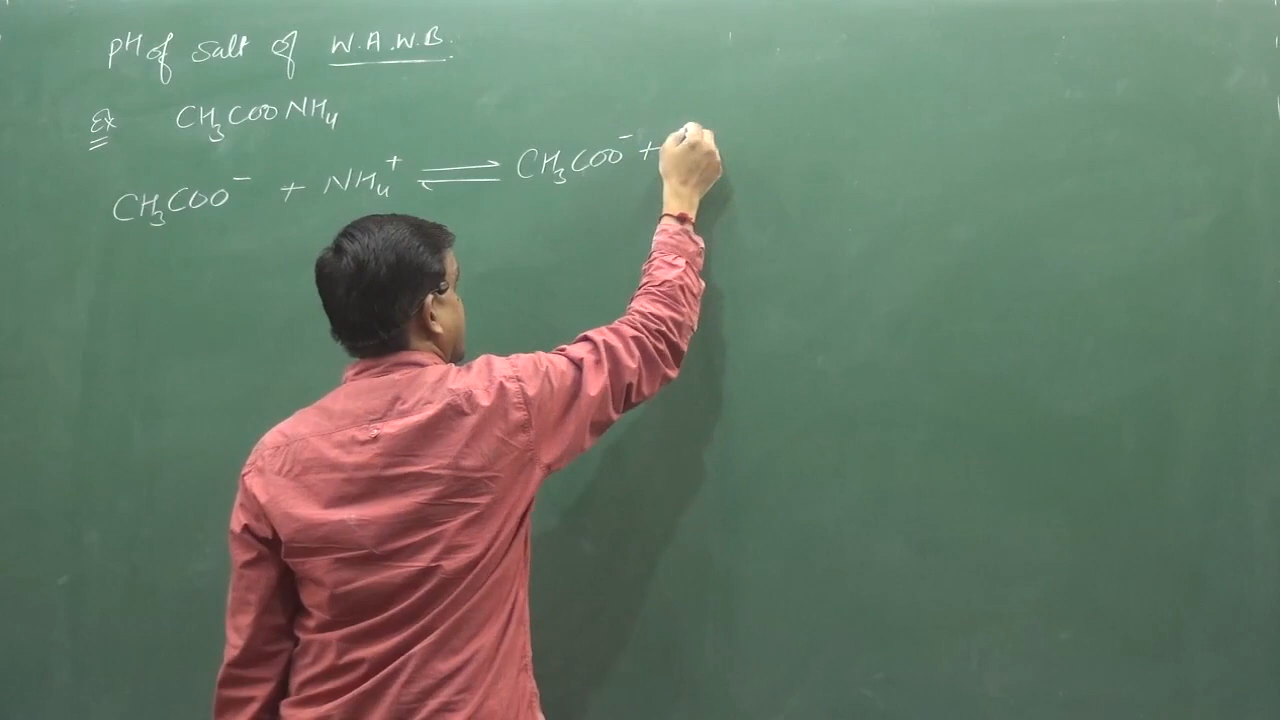 pH of salt of W.A.W.B.
Ex CH₃COONH₄
CH₃COO⁻ + NH₄⁺ ⇌ CH₃COO⁻ +